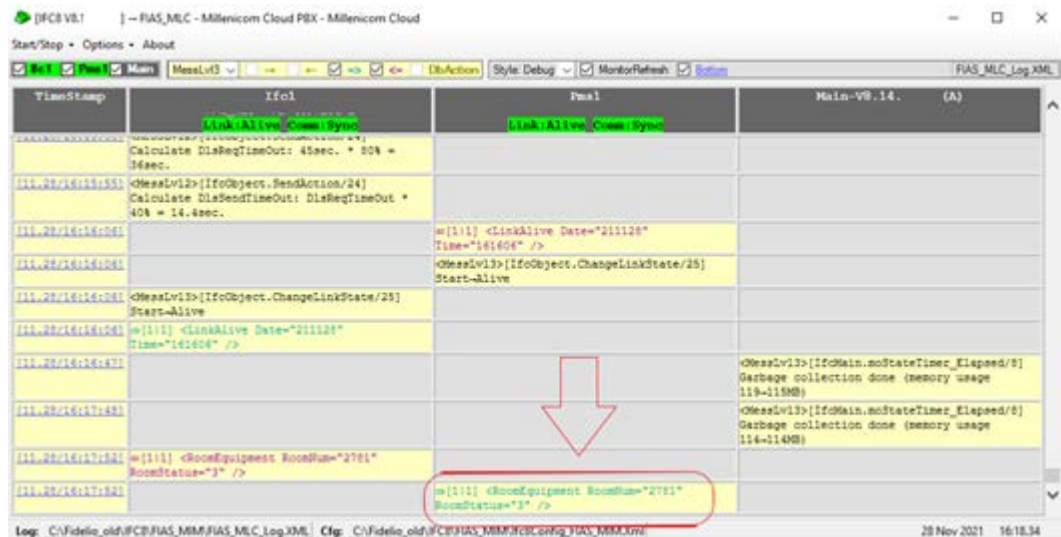 [IFC8 V8.1 ] -- FIAS_MLC - Millenicom Cloud PBX - Millenicom Cloud
Start/Stop • Options • About
Ifc1 Pms1 Main MessLvl3 → ← => <= DbAction Style: Debug MonitorRefresh Bottom FIAS_MLC_Log.XML
TimeStamp Ifc1 Pms1 Main-V8.14. (A)
Link:Alive Comm:Sync Link:Alive Comm:Sync
Calculate DlsReqTimeOut: 45sec. * 80% =
36sec.
[11.28/16:15:55] <MessLvl2>[IfcObject.SendAction/24]
Calculate DlsSendTimeOut: DlsReqTimeOut *
40% = 14.4sec.
[11.28/16:16:06] [1|1] <LinkAlive Date="211128"
Time="161606" />
[11.28/16:16:06] <MessLvl3>[IfcObject.ChangeLinkState/25]
Start→Alive
[11.28/16:16:06] <MessLvl3>[IfcObject.ChangeLinkState/25]
Start→Alive
[11.28/16:16:06] [1|1] <LinkAlive Date="211128"
Time="161606" />
[11.28/16:16:47] <MessLvl3>[IfcMain.moStateTimer_Elapsed/8]
Garbage collection done (memory usage
119→115MB)
[11.28/16:17:48] <MessLvl3>[IfcMain.moStateTimer_Elapsed/8]
Garbage collection done (memory usage
114→114MB)
[11.28/16:17:52] [1|1] <RoomEquipment RoomNum="2781"
RoomStatus="3" />
[11.28/16:17:52] [1|1] <RoomEquipment RoomNum="2781"
RoomStatus="3" />
Log: C:\Fidelio_old\IFC8\FIAS_MIM\FIAS_MLC_Log.XML Cfg: C:\Fidelio_old\IFC8\FIAS_MIM\Ifc8Config_FIAS_MIM.Xml 28 Nov 2021 16:18.34